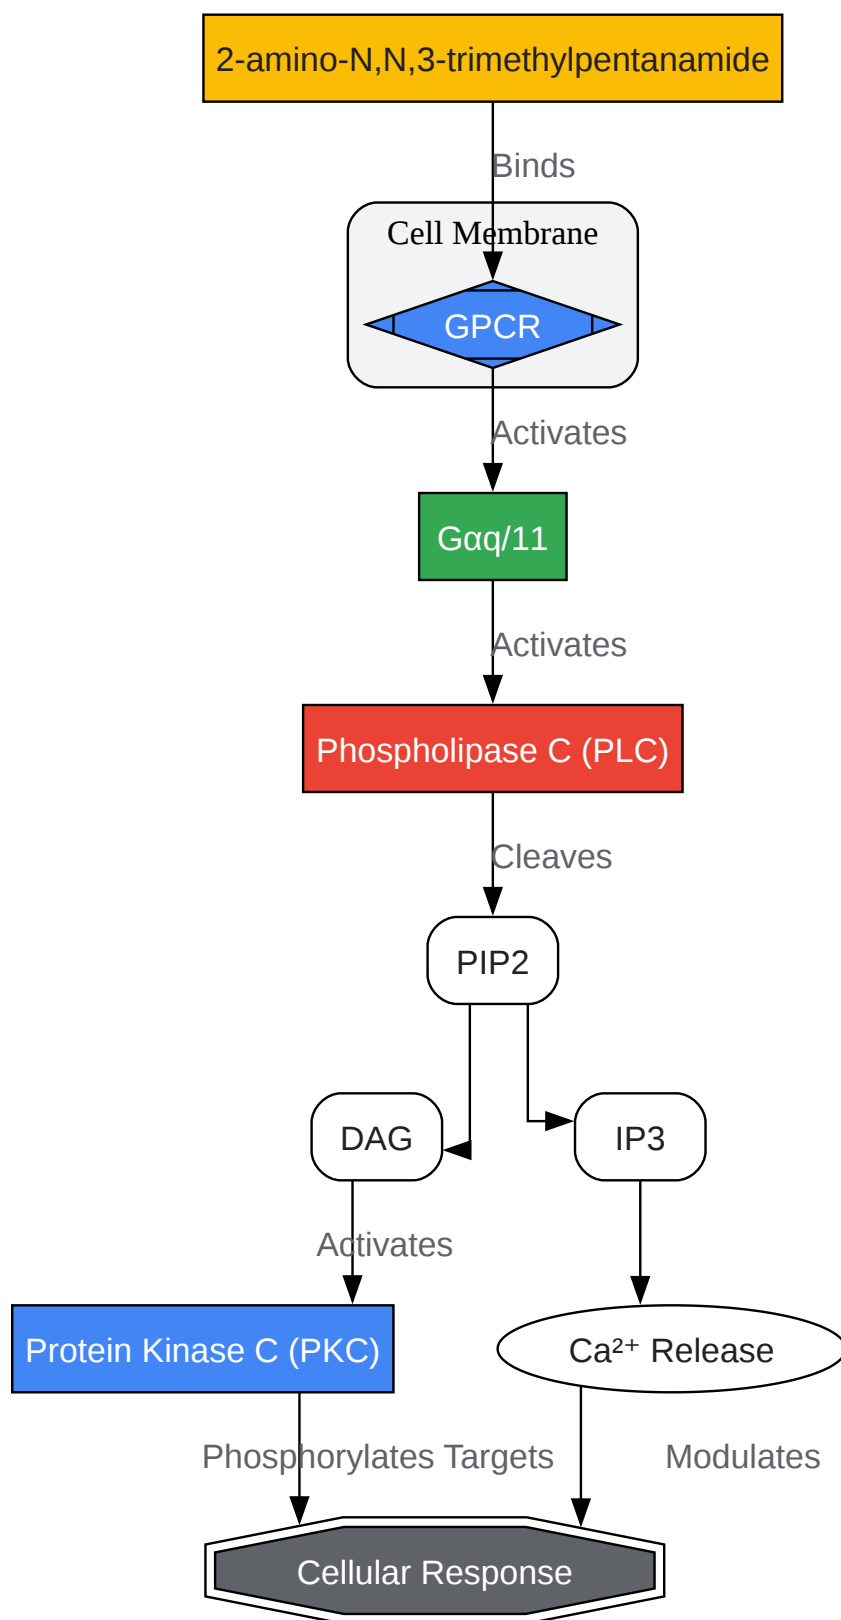 2-amino-N,N,3-trimethylpentanamide
Binds
Cell Membrane
GPCR
Activates
Gαq/11
Activates
Phospholipase C (PLC)
Cleaves
PIP2
DAG
IP3
Activates
Protein Kinase C (PKC)
Ca²⁺ Release
Phosphorylates Targets
Modulates
Cellular Response